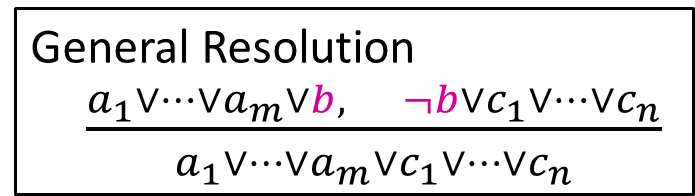 General Resolution
a₁∨⋯∨aₘ∨b, ¬b∨c₁∨⋯∨cₙ
a₁∨⋯∨aₘ∨c₁∨⋯∨cₙ